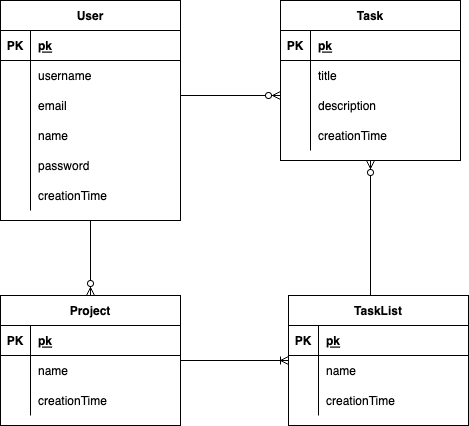 User
PK pk
username
email
name
password
creationTime
Task
PK pk
title
description
creationTime
Project
PK pk
name
creationTime
TaskList
PK pk
name
creationTime